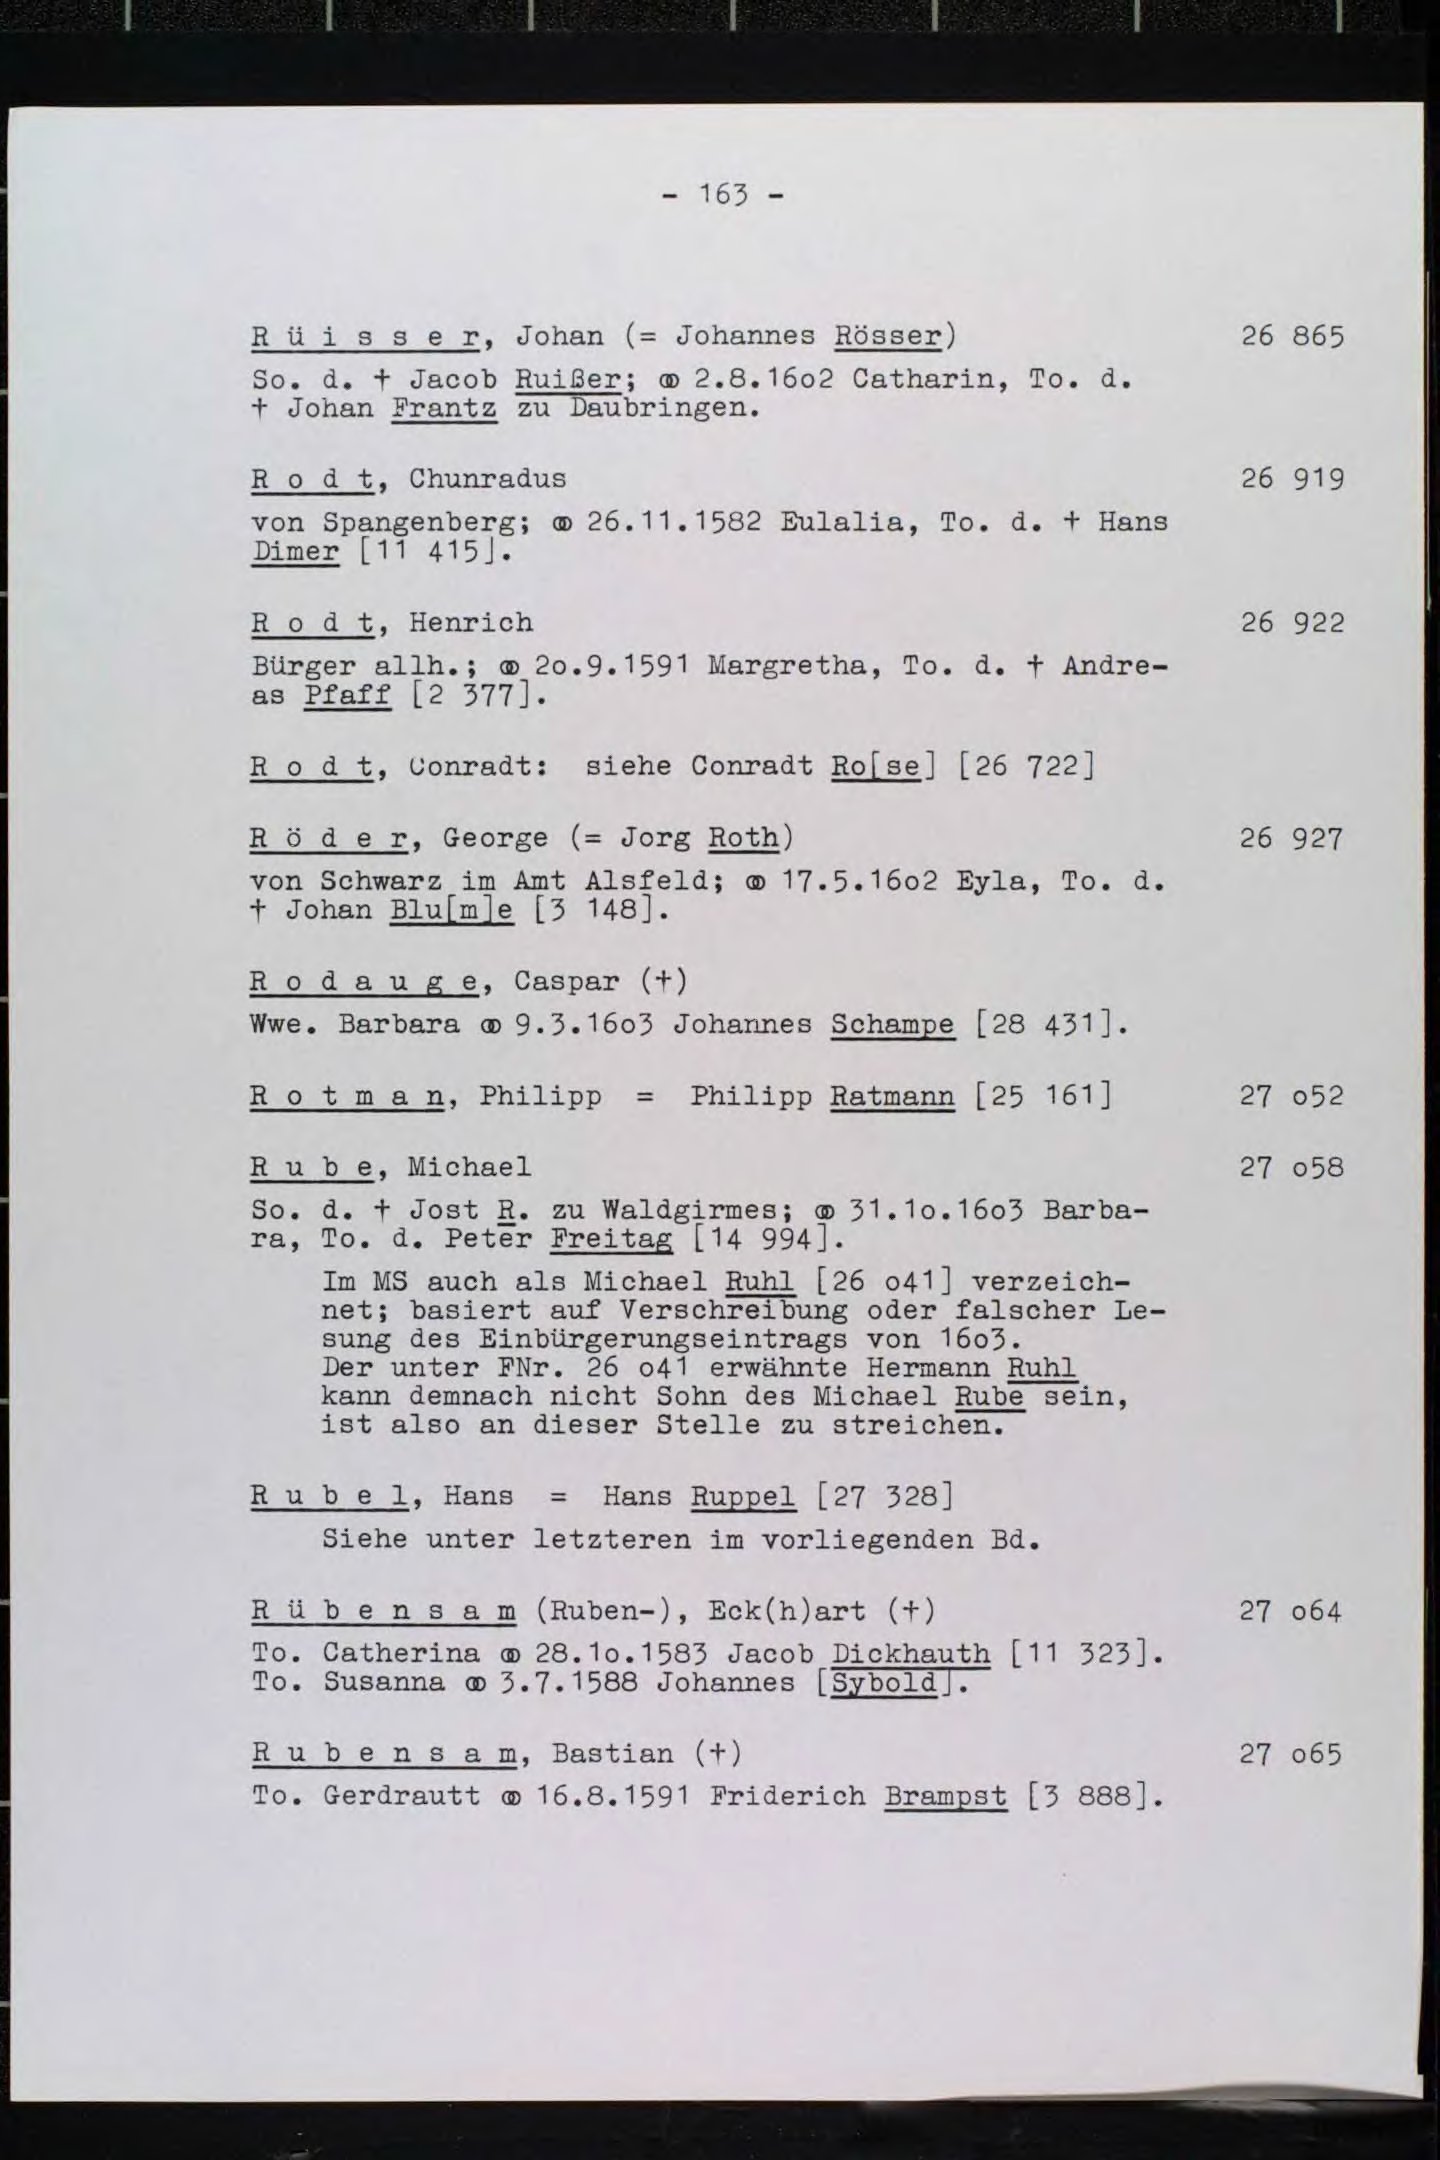 - 163 -
R ü i s s e r, Johan (= Johannes Rösser) 26 865
So. d. † Jacob Ruißer; ⚭ 2.8.16o2 Catharin, To. d.
† Johan Frantz zu Daubringen.
R o d t, Chunradus 26 919
von Spangenberg; ⚭ 26.11.1582 Eulalia, To. d. † Hans
Dimer [11 415].
R o d t, Henrich 26 922
Bürger allh.; ⚭ 2o.9.1591 Margretha, To. d. † Andre-
as Pfaff [2 377].
R o d t, Conradt: siehe Conradt Ro[se] [26 722]
R ö d e r, George (= Jorg Roth) 26 927
von Schwarz im Amt Alsfeld; ⚭ 17.5.16o2 Eyla, To. d.
† Johan Blu[m]e [3 148].
R o d a u g e, Caspar (†)
Wwe. Barbara ⚭ 9.3.16o3 Johannes Schampe [28 431].
R o t m a n, Philipp = Philipp Ratmann [25 161] 27 o52
R u b e, Michael 27 o58
So. d. † Jost R. zu Waldgirmes; ⚭ 31.1o.16o3 Barba-
ra, To. d. Peter Freitag [14 994].
Im MS auch als Michael Ruhl [26 o41] verzeich-
net; basiert auf Verschreibung oder falscher Le-
sung des Einbürgerungseintrags von 16o3.
Der unter FNr. 26 o41 erwähnte Hermann Ruhl
kann demnach nicht Sohn des Michael Rube sein,
ist also an dieser Stelle zu streichen.
R u b e l, Hans = Hans Ruppel [27 328]
Siehe unter letzteren im vorliegenden Bd.
R ü b e n s a m (Ruben-), Eck(h)art (†) 27 o64
To. Catherina ⚭ 28.1o.1583 Jacob Dickhauth [11 323].
To. Susanna ⚭ 3.7.1588 Johannes [Sybold].
R u b e n s a m, Bastian (†) 27 o65
To. Gerdrautt ⚭ 16.8.1591 Friderich Brampst [3 888].